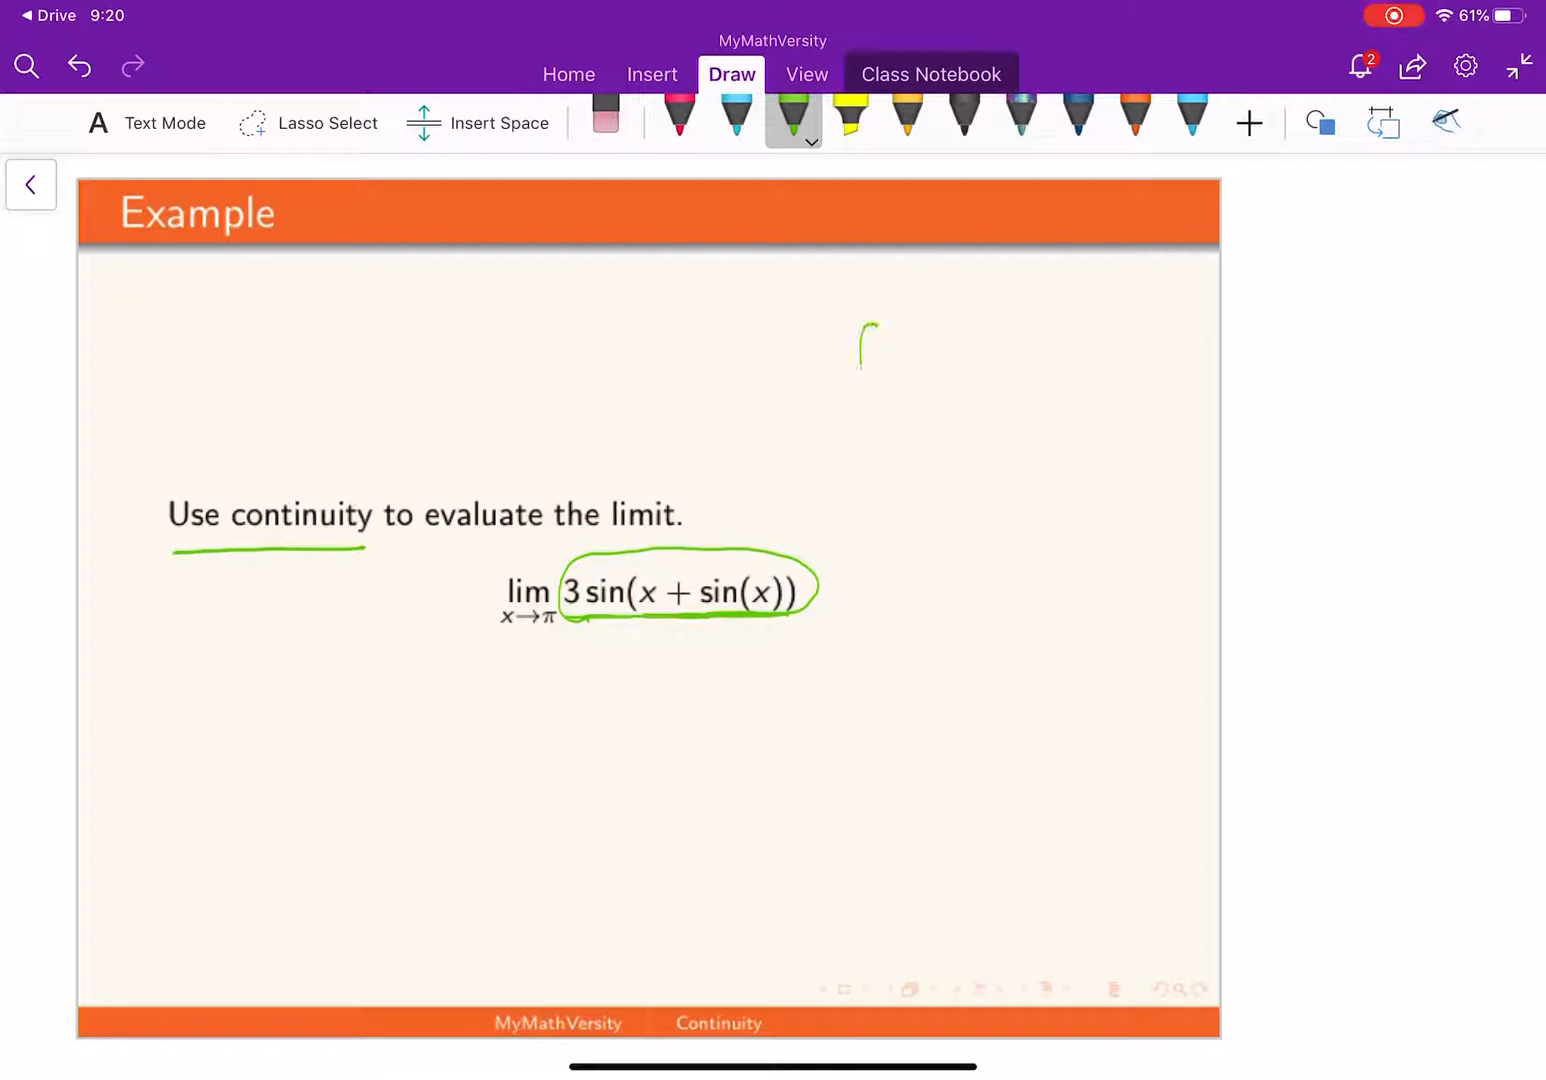 Drive 9:20
61%
MyMathVersity
Home Insert Draw View Class Notebook
2
A Text Mode Lasso Select Insert Space
Example
Use continuity to evaluate the limit.
lim 3 sin(x + sin(x))
x→π
MyMathVersity Continuity